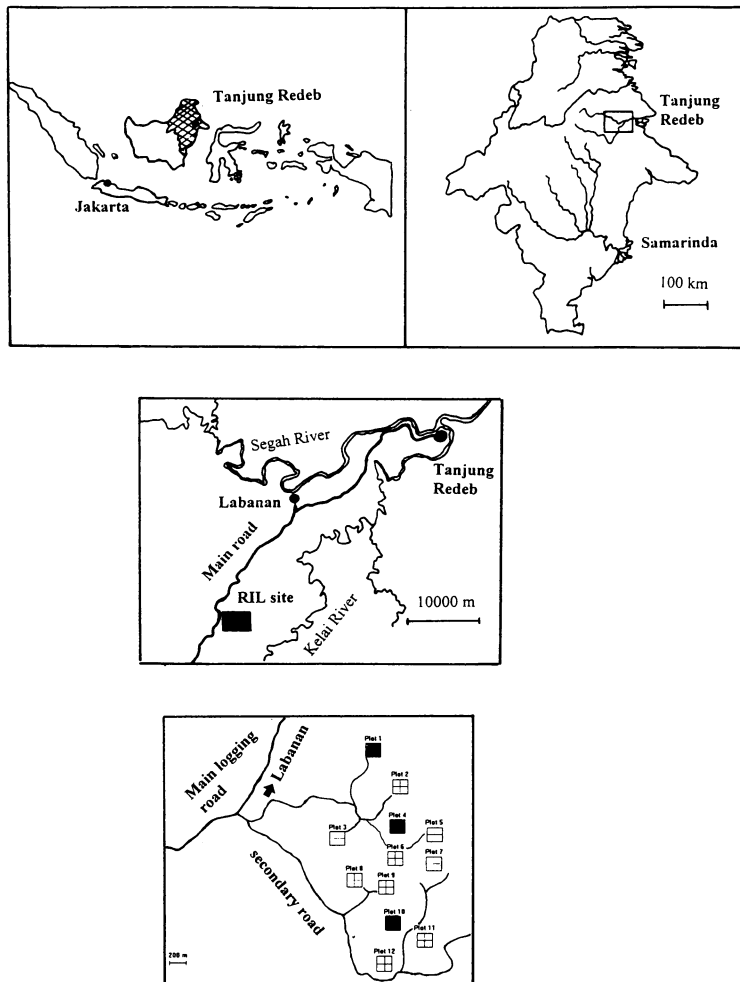 Tanjung Redeb
Jakarta
Tanjung
Redeb
Samarinda
100 km
Segah River
Tanjung
Redeb
Labanan
Main road
RIL site
Kelai River
10000 m
Main logging
road
Labanan
secondary road
Plot 1
Plot 2
Plot 3
Plot 4
Plot 5
Plot 6
Plot 7
Plot 8
Plot 9
Plot 10
Plot 11
Plot 12
200 m